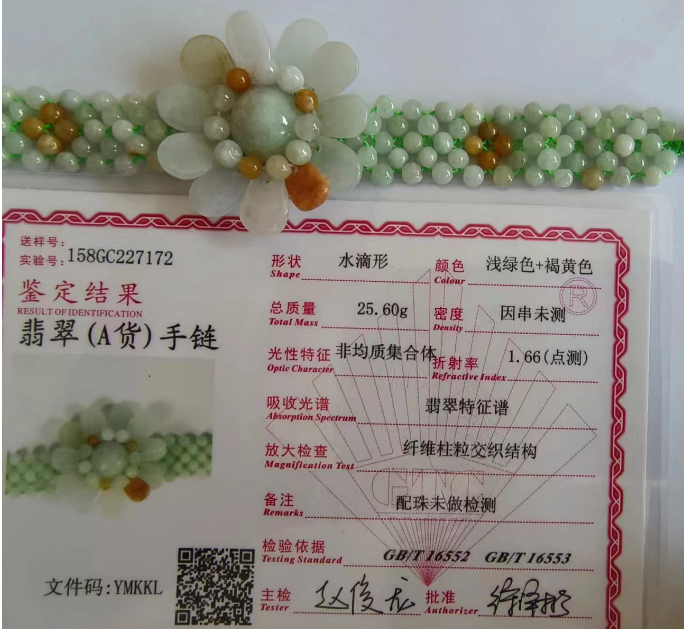 送样号:
实验号:158GC227172
鉴定结果
RESULT OF IDENTIFICATION
翡翠(A货)手链
文件码:YMKKL
形状 水滴形 颜色 浅绿色+褐黄色
Shape Colour
总质量 25.60g 密度 因串未测
Total Mass Density
®
光性特征 非均质集合体 折射率 1.66(点测)
Optic Character Refractive Index
吸收光谱 翡翠特征谱
Absorption Spectrum
放大检查 纤维柱粒交织结构
Magnification Test
备注 配珠未做检测
Remarks
检验依据 GB/T 16552 GB/T 16553
Testing Standard
主检 赵俊龙 批准
Tester Authorizer